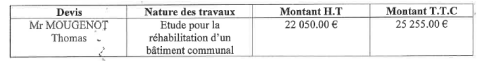 Devis Nature des travaux Montant H.T Montant T.T.C
Mr MOUGENOT Etude pour la 22 050.00 € 25 255.00 €
Thomas réhabilitation d'un
bâtiment communal